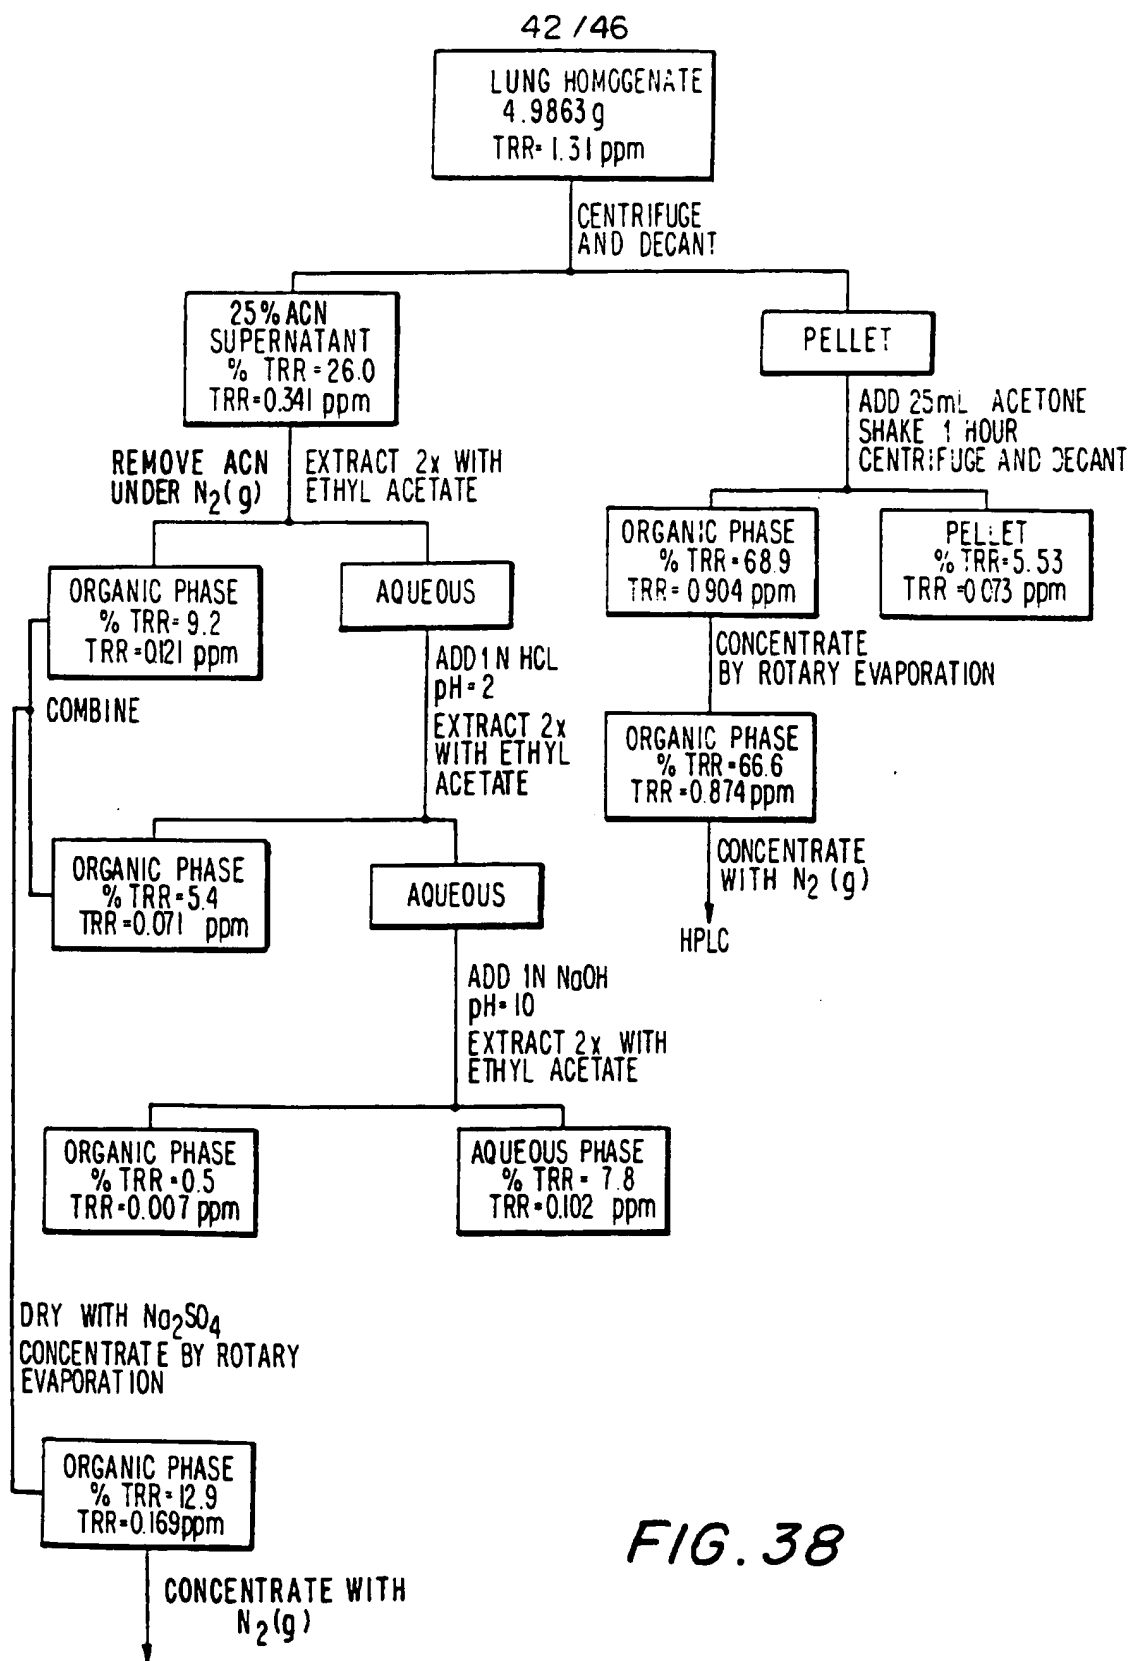 42/46
LUNG HOMOGENATE
4.9863 g
TRR=1.31 ppm
CENTRIFUGE
AND DECANT
25% ACN
SUPERNATANT
% TRR=26.0
TRR=0.341 ppm
PELLET
REMOVE ACN
UNDER N2(g)
EXTRACT 2x WITH
ETHYL ACETATE
ADD 25mL ACETONE
SHAKE 1 HOUR
CENTRIFUGE AND DECANT
ORGANIC PHASE
% TRR=9.2
TRR=0.121 ppm
AQUEOUS
ORGANIC PHASE
% TRR=68.9
TRR=0.904 ppm
PELLET
% TRR=5.53
TRR=0.073 ppm
COMBINE
ADD 1N HCL
pH=2
EXTRACT 2x
WITH ETHYL
ACETATE
CONCENTRATE
BY ROTARY EVAPORATION
ORGANIC PHASE
% TRR=66.6
TRR=0.874 ppm
ORGANIC PHASE
% TRR=5.4
TRR=0.071 ppm
AQUEOUS
CONCENTRATE
WITH N2(g)
HPLC
ADD 1N NaOH
pH=10
EXTRACT 2x WITH
ETHYL ACETATE
ORGANIC PHASE
% TRR=0.5
TRR=0.007 ppm
AQUEOUS PHASE
% TRR=7.8
TRR=0.102 ppm
DRY WITH Na2SO4
CONCENTRATE BY ROTARY
EVAPORATION
ORGANIC PHASE
% TRR=12.9
TRR=0.169ppm
CONCENTRATE WITH
N2(g)
FIG. 38